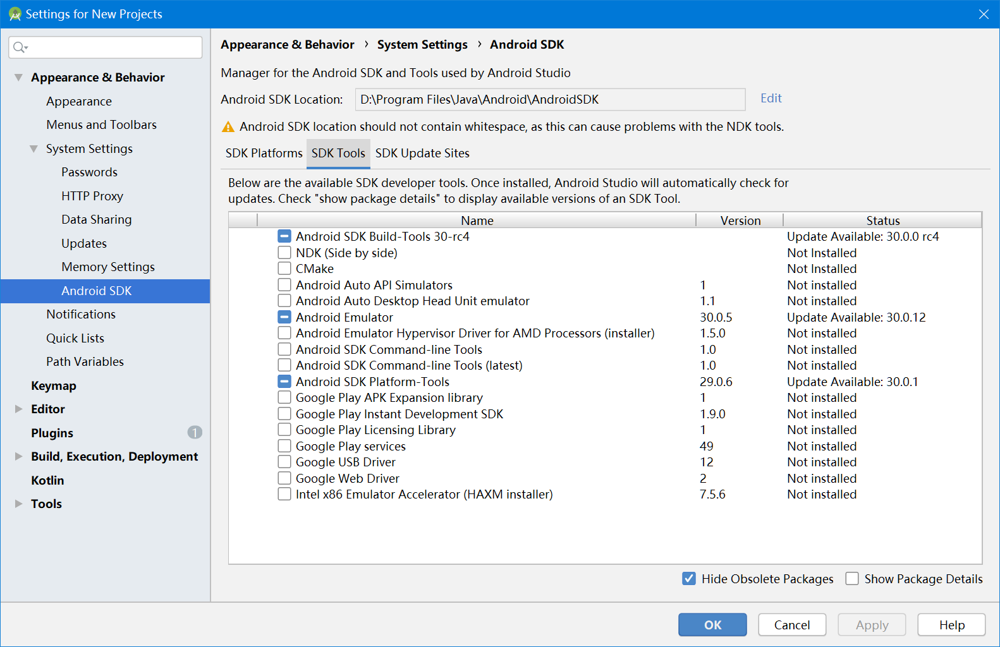 Settings for New Projects
Appearance & Behavior
Appearance
Menus and Toolbars
System Settings
Passwords
HTTP Proxy
Data Sharing
Updates
Memory Settings
Android SDK
Notifications
Quick Lists
Path Variables
Keymap
Editor
Plugins 1
Build, Execution, Deployment
Kotlin
Tools
Appearance & Behavior › System Settings › Android SDK
Manager for the Android SDK and Tools used by Android Studio
Android SDK Location: D:\Program Files\Java\Android\AndroidSDK Edit
Android SDK location should not contain whitespace, as this can cause problems with the NDK tools.
SDK Platforms SDK Tools SDK Update Sites
Below are the available SDK developer tools. Once installed, Android Studio will automatically check for
updates. Check "show package details" to display available versions of an SDK Tool.
Name Version Status
Android SDK Build-Tools 30-rc4 Update Available: 30.0.0 rc4
NDK (Side by side) Not Installed
CMake Not Installed
Android Auto API Simulators 1 Not installed
Android Auto Desktop Head Unit emulator 1.1 Not installed
Android Emulator 30.0.5 Update Available: 30.0.12
Android Emulator Hypervisor Driver for AMD Processors (installer) 1.5.0 Not installed
Android SDK Command-line Tools 1.0 Not installed
Android SDK Command-line Tools (latest) 1.0 Not installed
Android SDK Platform-Tools 29.0.6 Update Available: 30.0.1
Google Play APK Expansion library 1 Not installed
Google Play Instant Development SDK 1.9.0 Not installed
Google Play Licensing Library 1 Not installed
Google Play services 49 Not installed
Google USB Driver 12 Not installed
Google Web Driver 2 Not installed
Intel x86 Emulator Accelerator (HAXM installer) 7.5.6 Not installed
Hide Obsolete Packages Show Package Details
OK Cancel Apply Help